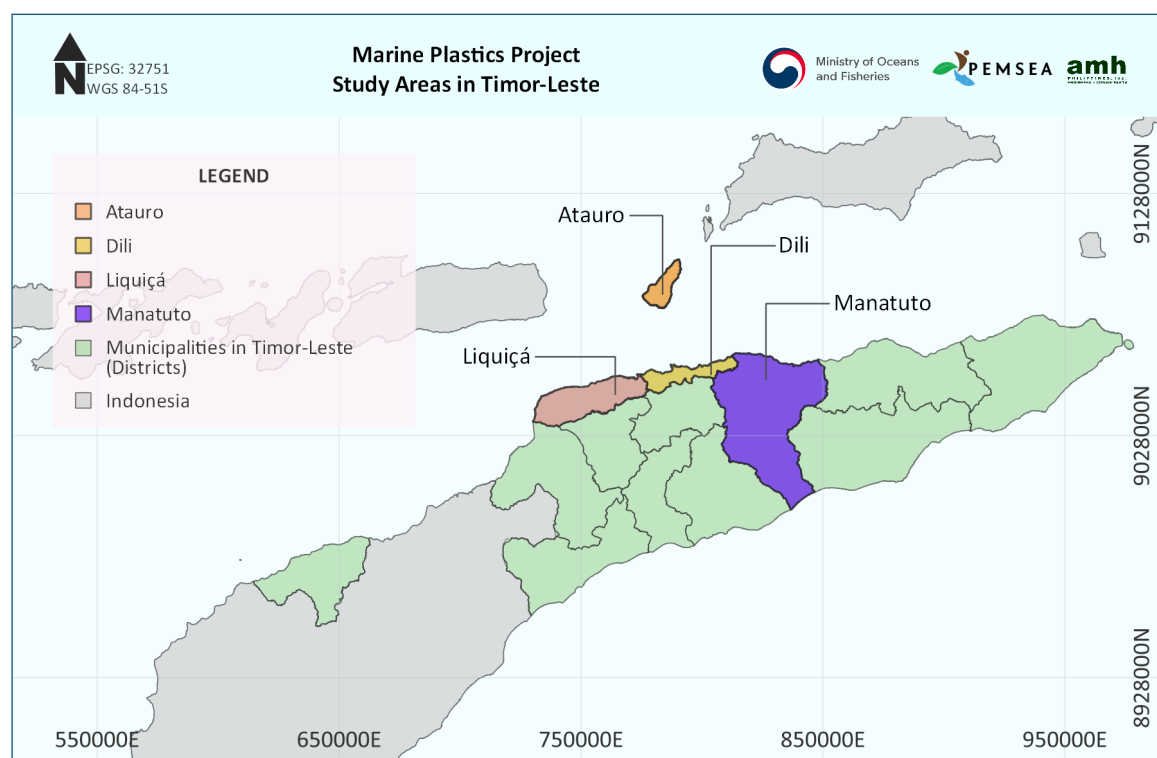 N
EPSG: 32751
WGS 84-51S
Marine Plastics Project
Study Areas in Timor-Leste
Ministry of Oceans
and Fisheries
PEMSEA
amh
PHILIPPINES, INC.
LEGEND
Atauro
Dili
Liquiçá
Manatuto
Municipalities in Timor-Leste
(Districts)
Indonesia
Atauro
Dili
Manatuto
Liquiçá
9128000N
9028000N
8928000N
550000E
650000E
750000E
850000E
950000E